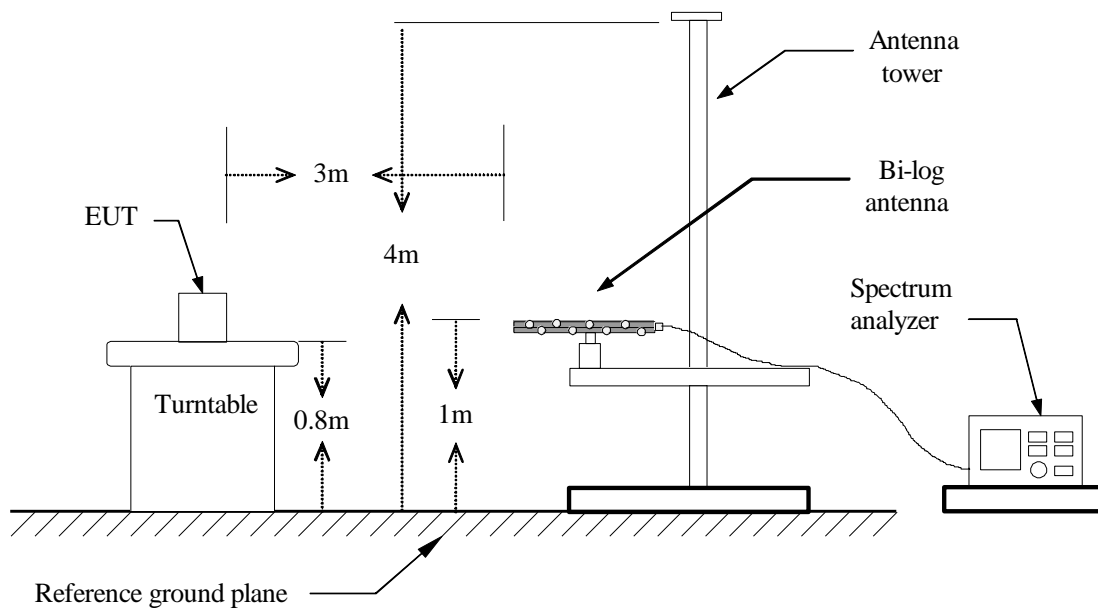 Antenna
tower
3m
Bi-log
antenna
EUT
4m
Spectrum
analyzer
Turntable
0.8m
1m
Reference ground plane